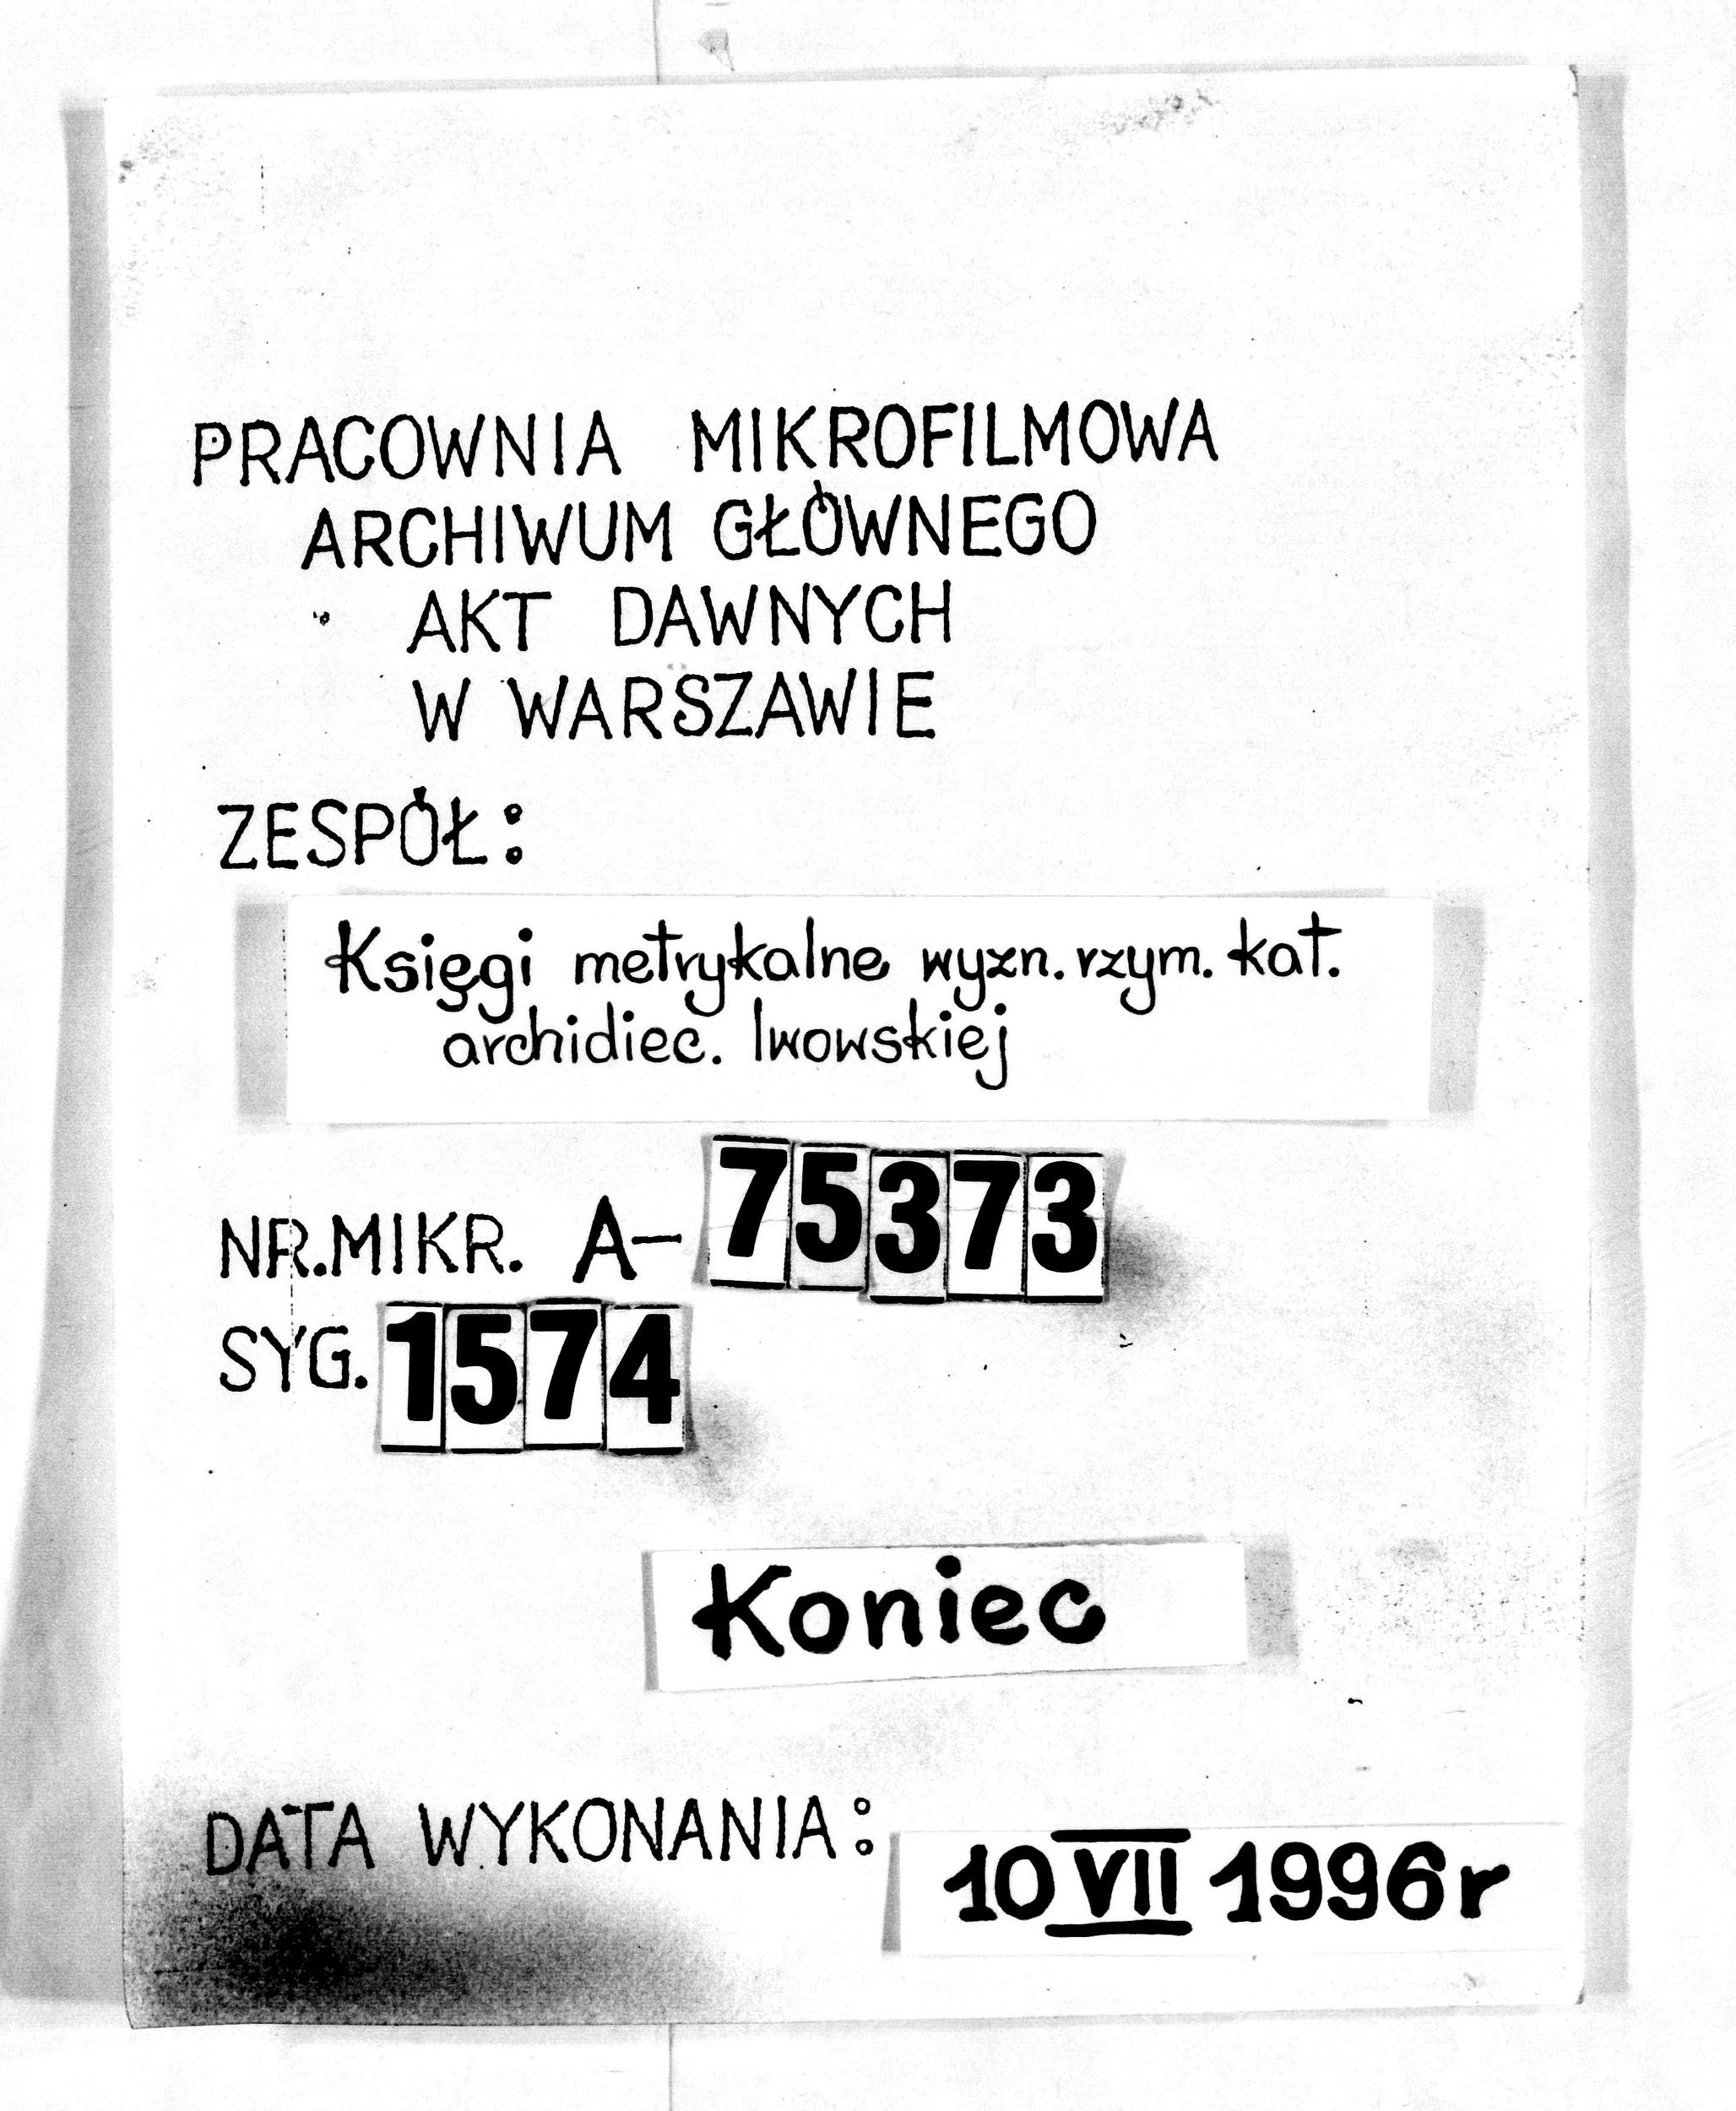 PRACOWNIA MIKROFILMOWA
ARCHIWUM GŁÓWNEGO
AKT DAWNYCH
W WARSZAWIE
ZESPÓŁ:
Księgi metrykalne wyzn. rzym. kat.
archidiec. lwowskiej
NR. MIKR. A-75373
SYG. 1574
Koniec
DATA WYKONANIA: 10 VII 1996r